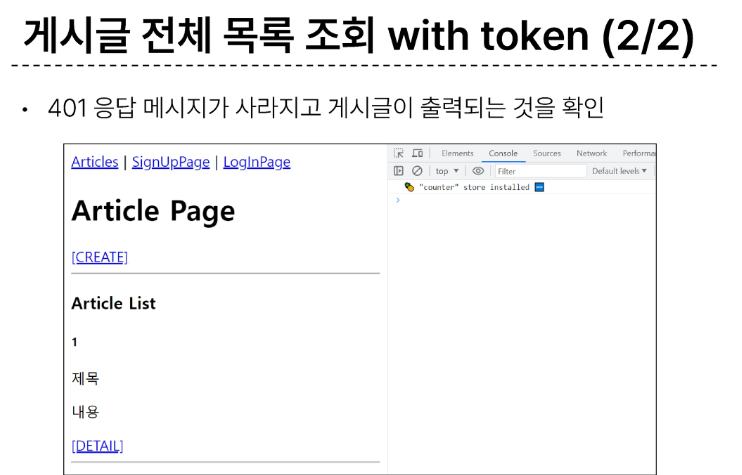 게시글 전체 목록 조회 with token (2/2)
• 401 응답 메시지가 사라지고 게시글이 출력되는 것을 확인
Articles | SignUpPage | LogInPage
Article Page
[CREATE]
Article List
1
제목
내용
[DETAIL]
Elements Console Sources Network Performa
top ▼ Filter Default levels ▼
🍍 "counter" store installed 🆕
>